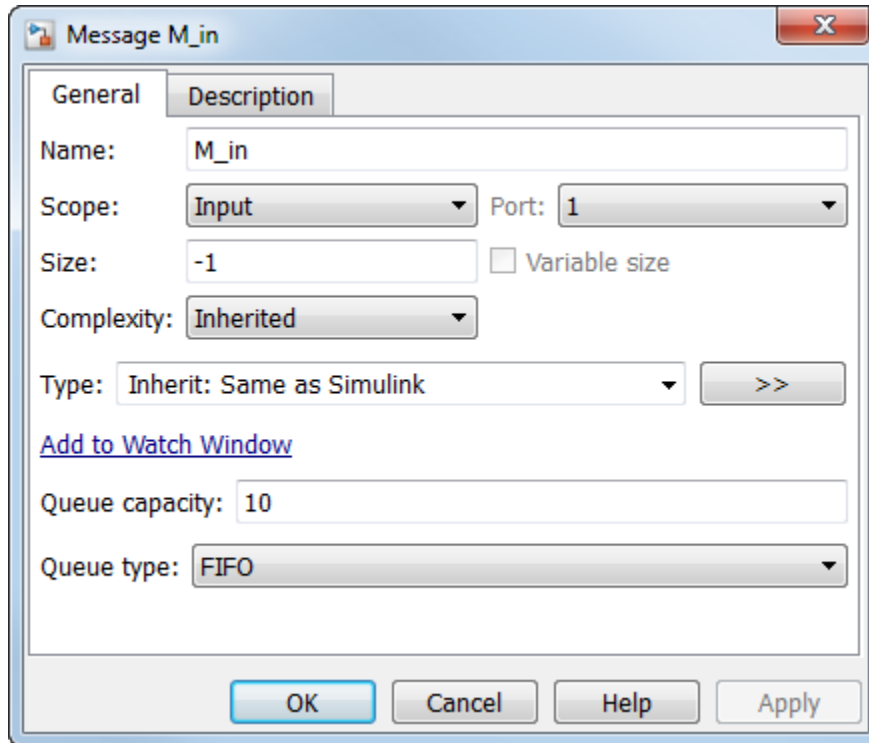 Message M_in
General Description
Name: M_in
Scope: Input Port: 1
Size: -1 Variable size
Complexity: Inherited
Type: Inherit: Same as Simulink >>
Add to Watch Window
Queue capacity: 10
Queue type: FIFO
OK Cancel Help Apply